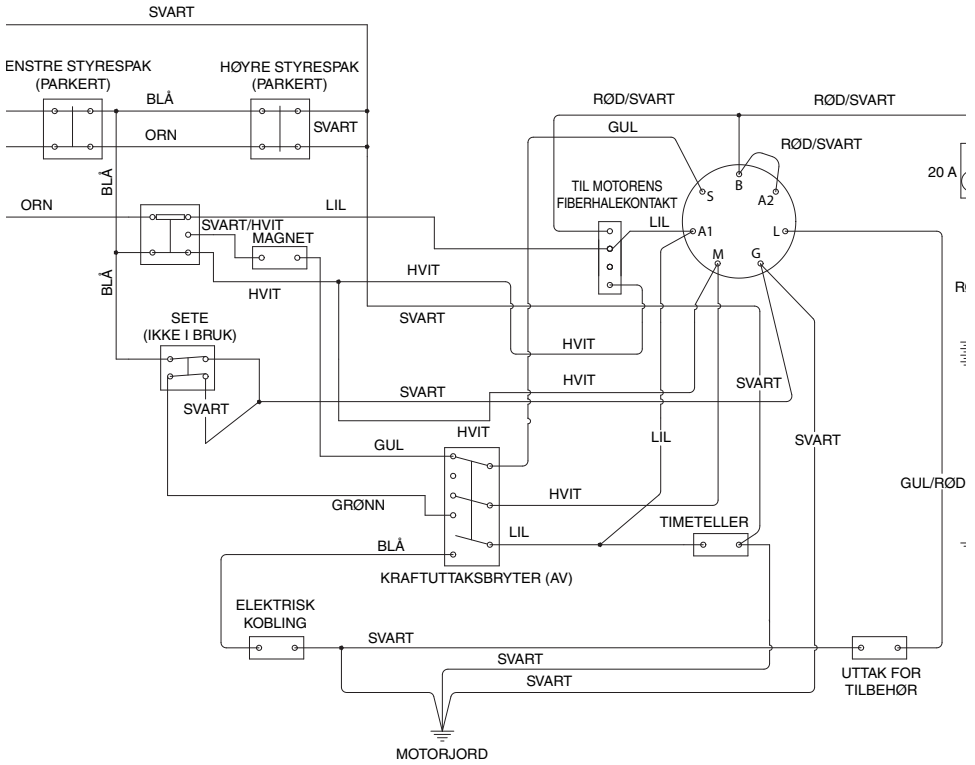 SVART
ENSTRE STYRESPAK
(PARKERT)
HØYRE STYRESPAK
(PARKERT)
BLÅ
ORN
SVART
RØD/SVART
RØD/SVART
GUL
RØD/SVART
20 A
BLÅ
TIL MOTORENS
FIBERHALEKONTAKT
S
B
A2
ORN
LIL
SVART/HVIT
MAGNET
LIL
A1
L
M
G
HVIT
HVIT
BLÅ
SVART
SETE
(IKKE I BRUK)
HVIT
HVIT
SVART
SVART
SVART
HVIT
LIL
SVART
GUL
GUL/RØD
GRØNN
HVIT
TIMETELLER
LIL
BLÅ
KRAFTUTTAKSBRYTER (AV)
ELEKTRISK
KOBLING
SVART
SVART
SVART
UTTAK FOR
TILBEHØR
MOTORJORD